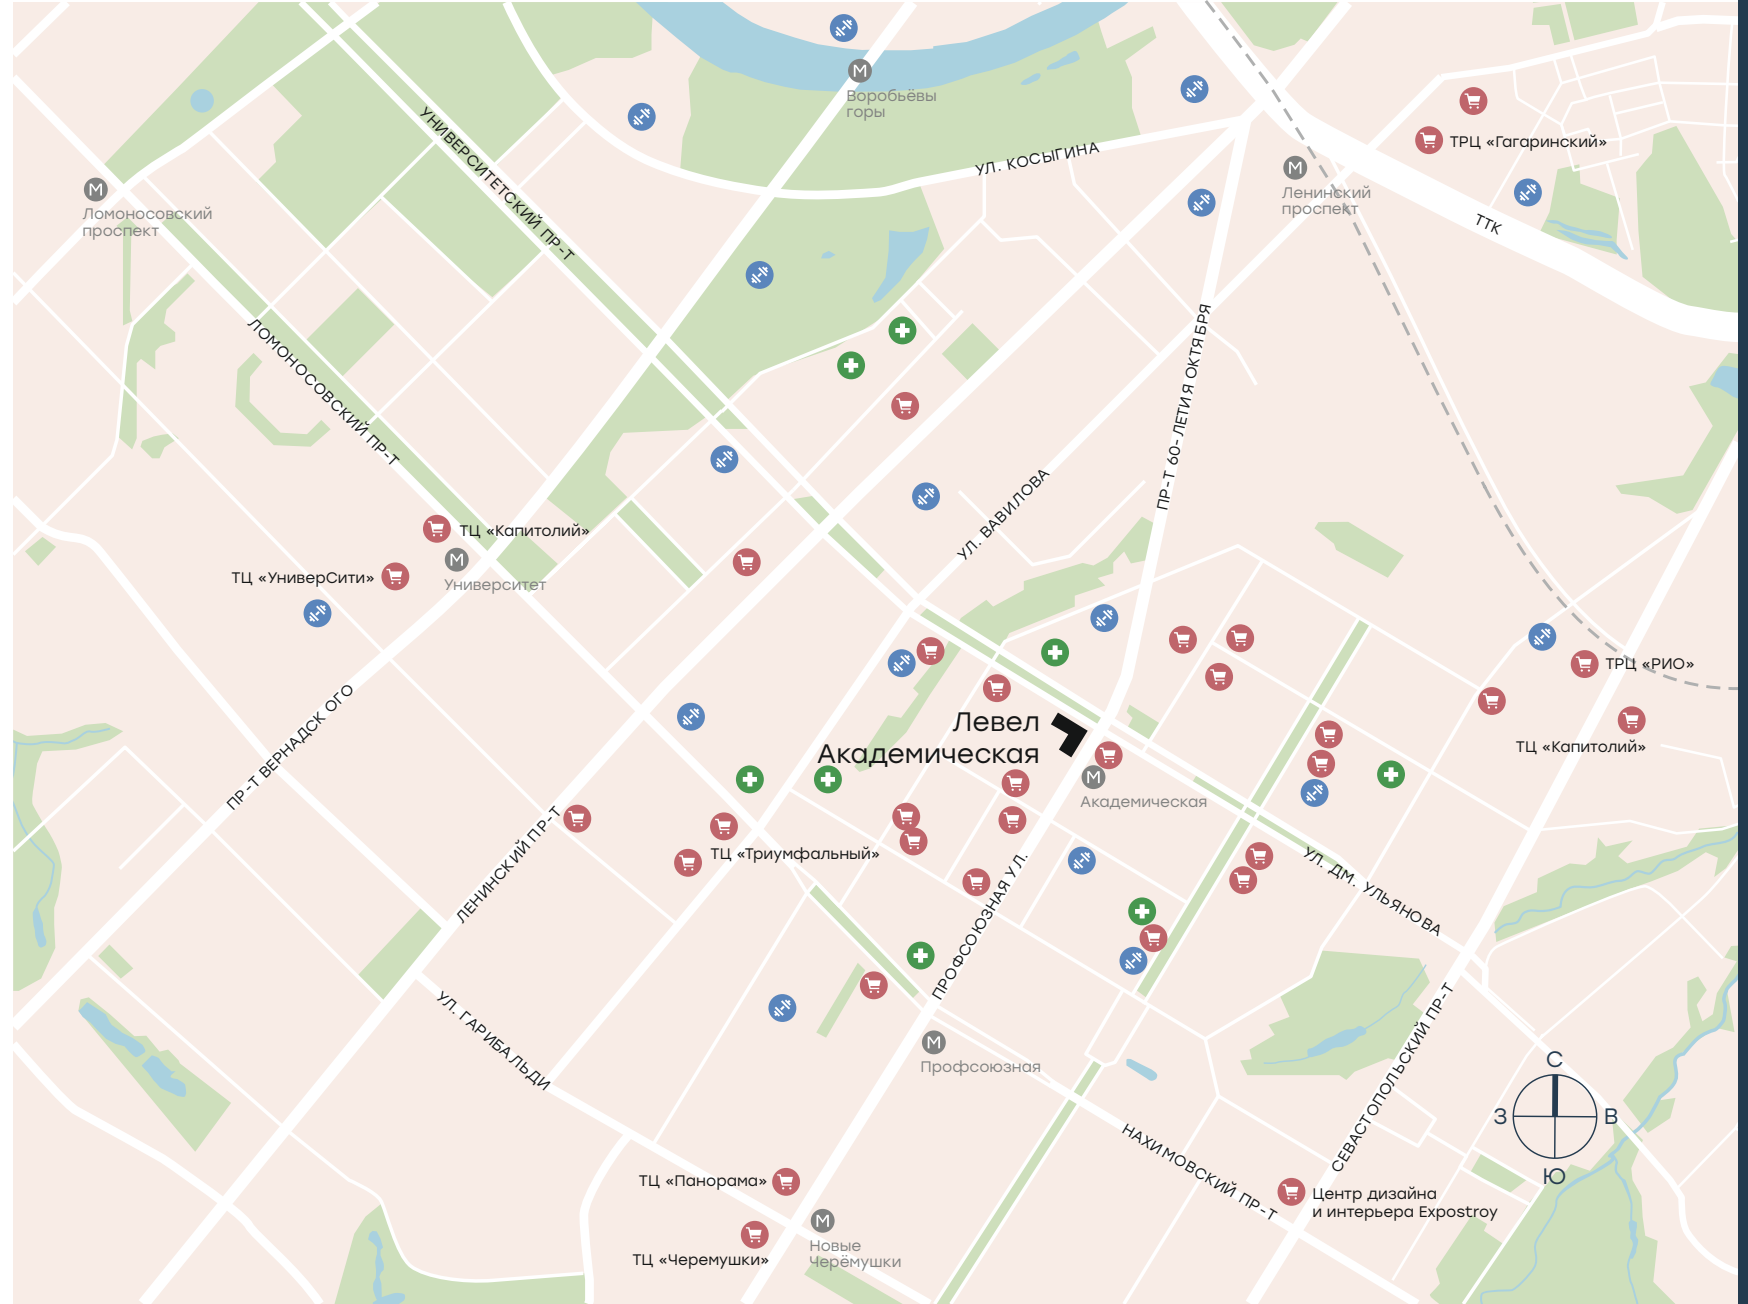 Воробьёвы
горы
УЛ. КОСЫГИНА
ТРЦ «Гагаринский»
Ленинский
проспект
ТТК
Ломоносовский
проспект
УНИВЕРСИТЕТСКИЙ ПР-Т
ЛОМОНОСОВСКИЙ ПР-Т
ПР-Т 60-ЛЕТИЯ ОКТЯБРЯ
УЛ. ВАВИЛОВА
ТЦ «Капитолий»
ТЦ «УниверСити»
Университет
ПР-Т ВЕРНАДСКОГО
ЛЕНИНСКИЙ ПР-Т
Левел
Академическая
Академическая
ТРЦ «РИО»
ТЦ «Капитолий»
ТЦ «Триумфальный»
УЛ. ДМ. УЛЬЯНОВА
ПРОФСОЮЗНАЯ УЛ.
УЛ. ГАРИБАЛЬДИ
Профсоюзная
СЕВАСТОПОЛЬСКИЙ ПР-Т
НАХИМОВСКИЙ ПР-Т
С
З
В
Ю
ТЦ «Панорама»
Центр дизайна
и интерьера Expostroy
Новые
Черёмушки
ТЦ «Черемушки»
M
M
M
M
M
M
M